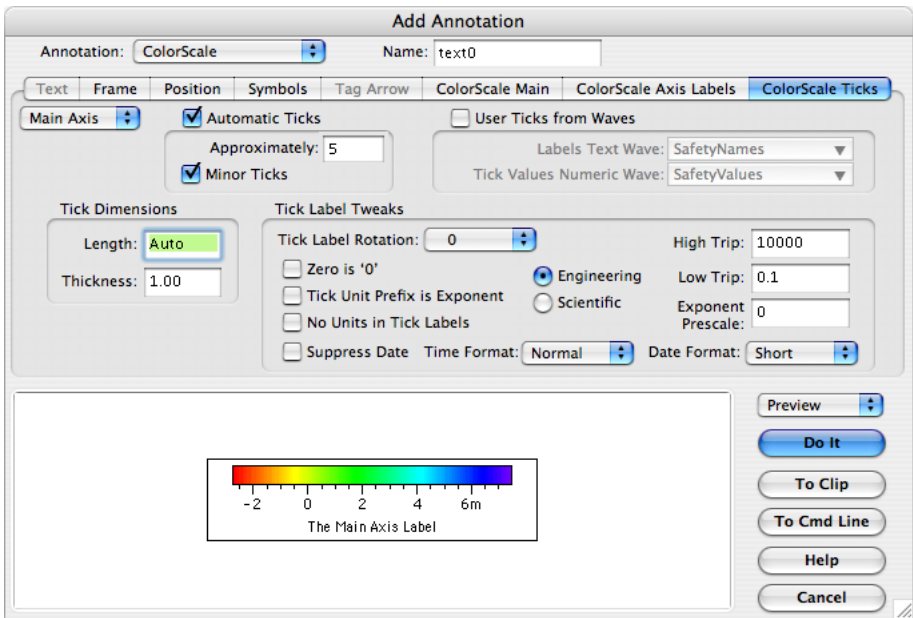 Add Annotation
Annotation: ColorScale Name: text0
Text Frame Position Symbols Tag Arrow ColorScale Main ColorScale Axis Labels ColorScale Ticks
Main Axis Automatic Ticks User Ticks from Waves
Approximately: 5 Labels Text Wave: SafetyNames
Minor Ticks Tick Values Numeric Wave: SafetyValues
Tick Dimensions Tick Label Tweaks
Length: Auto Tick Label Rotation: 0 High Trip: 10000
Zero is ‘0’ Engineering Low Trip: 0.1
Thickness: 1.00 Tick Unit Prefix is Exponent Scientific Exponent Prescale: 0
No Units in Tick Labels
Suppress Date Time Format: Normal Date Format: Short
Preview
Do It
-2 0 2 4 6m
The Main Axis Label
To Clip
To Cmd Line
Help
Cancel